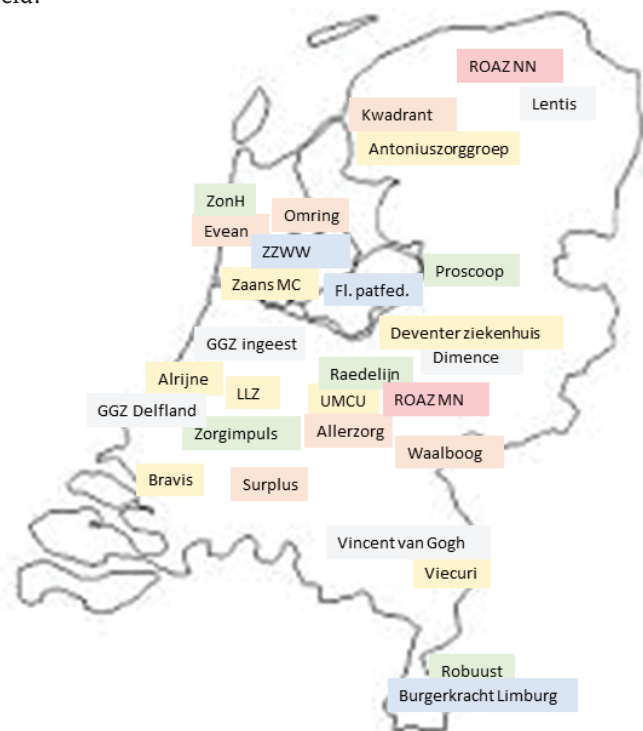 ROAZ NN
Lentis
Kwadrant
Antoniuszorggroep
ZonH
Omring
Evean
ZZWW
Proscoop
Zaans MC
Fl. patfed.
Deventer ziekenhuis
GGZ ingeest
Dimence
Raedelijn
Alrijne
LLZ
UMCU
ROAZ MN
GGZ Delfland
Zorgimpuls
Allerzorg
Waalboog
Bravis
Surplus
Vincent van Gogh
Viecuri
Robuust
Burgerkracht Limburg